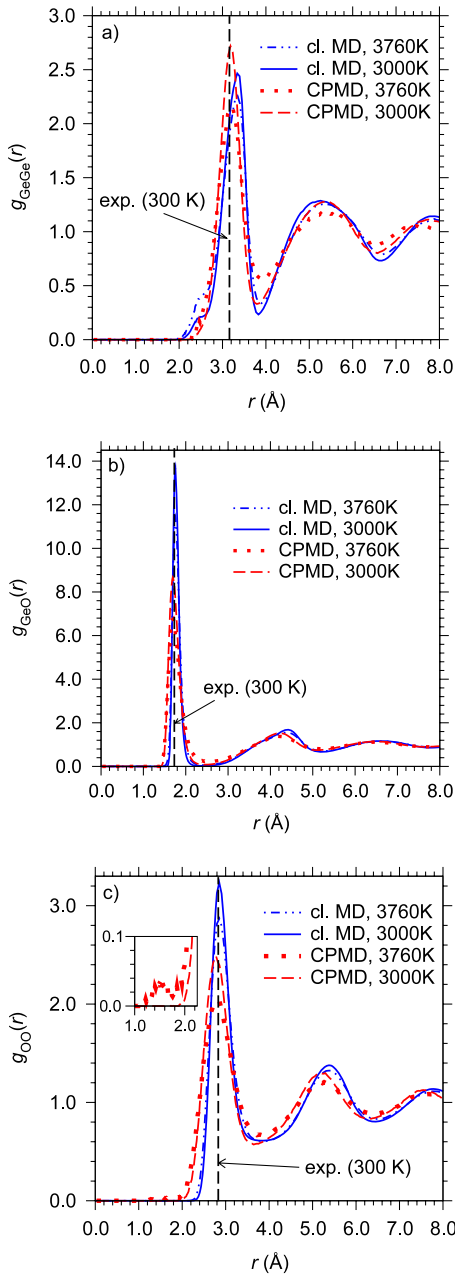 a)
3.0
2.5
2.0
1.5
1.0
0.5
0.0
g_GeGe(r)
cl. MD, 3760K
cl. MD, 3000K
CPMD, 3760K
CPMD, 3000K
exp. (300 K)
0.0 1.0 2.0 3.0 4.0 5.0 6.0 7.0 8.0
r (Å)
b)
14.0
12.0
10.0
8.0
6.0
4.0
2.0
0.0
g_GeO(r)
cl. MD, 3760K
cl. MD, 3000K
CPMD, 3760K
CPMD, 3000K
exp. (300 K)
0.0 1.0 2.0 3.0 4.0 5.0 6.0 7.0 8.0
r (Å)
c)
3.0
2.0
1.0
0.0
g_OO(r)
cl. MD, 3760K
cl. MD, 3000K
CPMD, 3760K
CPMD, 3000K
0.1
0.0
1.0 2.0
exp. (300 K)
0.0 1.0 2.0 3.0 4.0 5.0 6.0 7.0 8.0
r (Å)